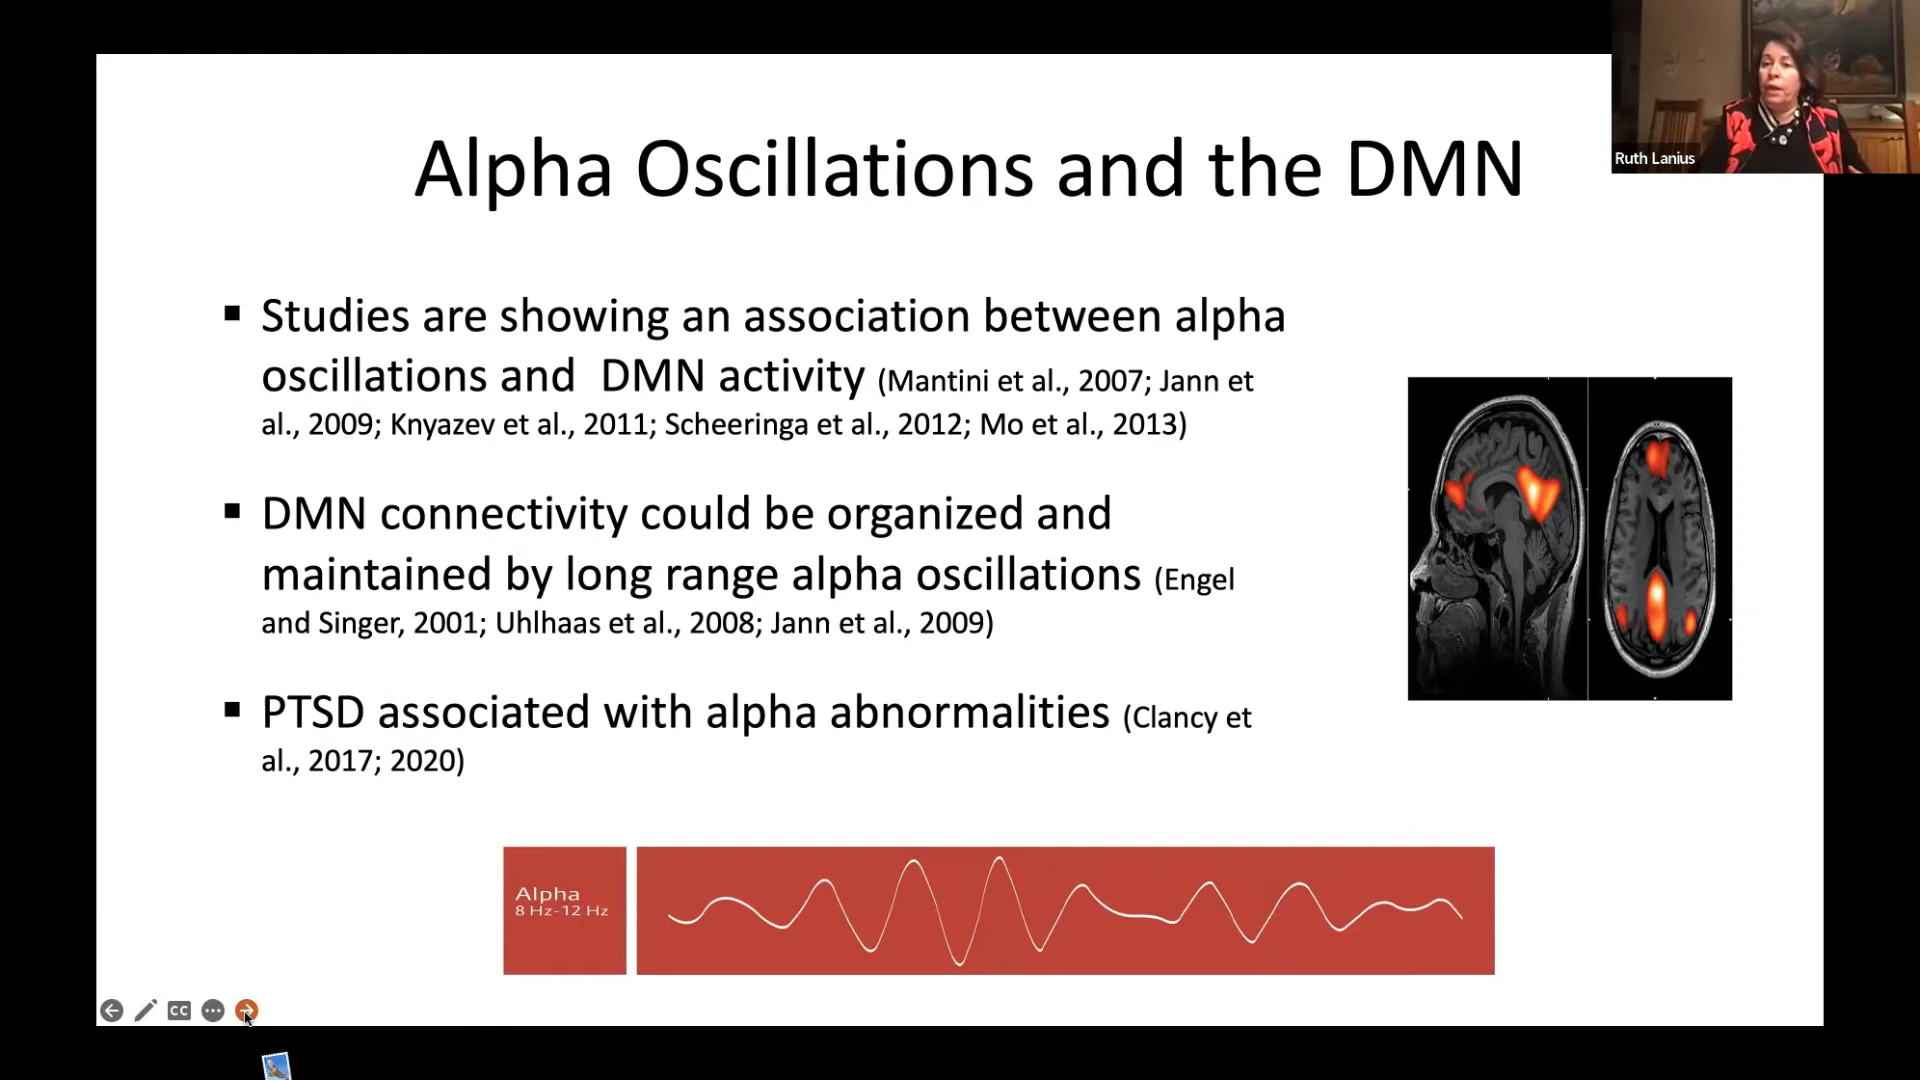 Alpha Oscillations and the DMN
Ruth Lanius
▪ Studies are showing an association between alpha
oscillations and  DMN activity (Mantini et al., 2007; Jann et
al., 2009; Knyazev et al., 2011; Scheeringa et al., 2012; Mo et al., 2013)
▪ DMN connectivity could be organized and
maintained by long range alpha oscillations (Engel
and Singer, 2001; Uhlhaas et al., 2008; Jann et al., 2009)
▪ PTSD associated with alpha abnormalities (Clancy et
al., 2017; 2020)
Alpha
8 Hz-12 Hz
CC